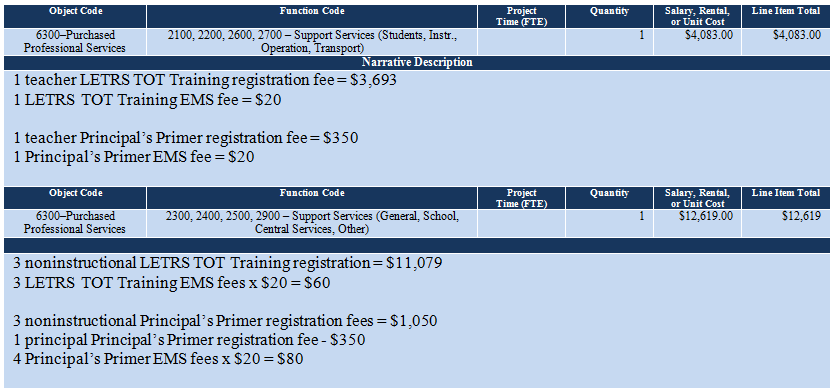 Object Code Function Code Project Time (FTE) Quantity Salary, Rental, or Unit Cost Line Item Total
6300–Purchased Professional Services 2100, 2200, 2600, 2700 – Support Services (Students, Instr., Operation, Transport) 1 $4,083.00 $4,083.00
Narrative Description
1 teacher LETRS TOT Training registration fee = $3,693
1 LETRS TOT Training EMS fee = $20
1 teacher Principal's Primer registration fee = $350
1 Principal's Primer EMS fee = $20
Object Code Function Code Project Time (FTE) Quantity Salary, Rental, or Unit Cost Line Item Total
6300–Purchased Professional Services 2300, 2400, 2500, 2900 – Support Services (General, School, Central Services, Other) 1 $12,619.00 $12,619
3 noninstructional LETRS TOT Training registration = $11,079
3 LETRS TOT Training EMS fees x $20 = $60
3 noninstructional Principal's Primer registration fees = $1,050
1 principal Principal's Primer registration fee - $350
4 Principal's Primer EMS fees x $20 = $80